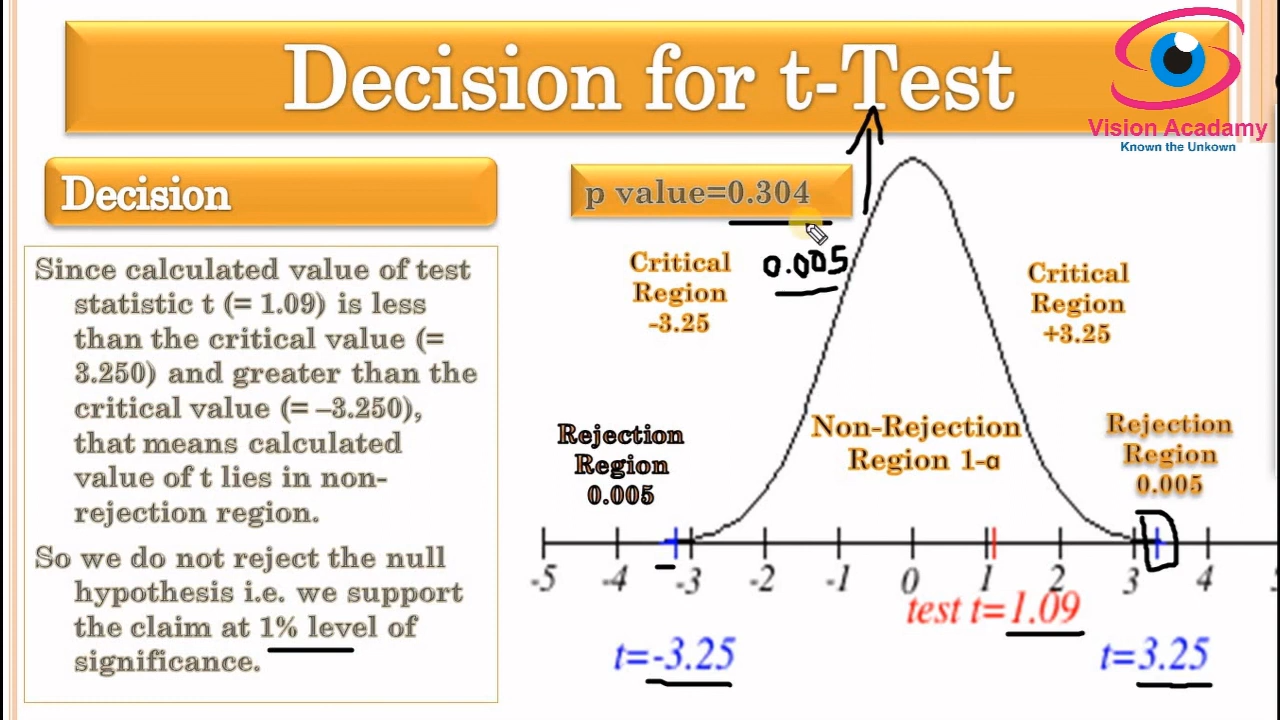 Decision for t-Test
Vision Acadamy
Known the Unkown
Decision
Since calculated value of test
statistic t (= 1.09) is less
than the critical value (=
3.250) and greater than the
critical value (= –3.250),
that means calculated
value of t lies in non-
rejection region.
So we do not reject the null
hypothesis i.e. we support
the claim at 1% level of
significance.
p value=0.304
0.005
Critical
Region
-3.25
Critical
Region
+3.25
Rejection
Region
0.005
Non-Rejection
Region 1-α
Rejection
Region
0.005
-5 -4 -3 -2 -1 0 1 2 3 4
test t=1.09
t=-3.25
t=3.25